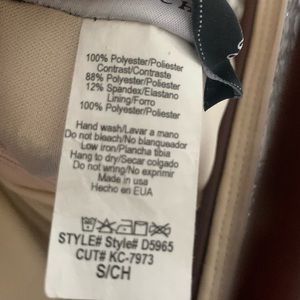 100% Polyester/Poliester
Contrast/Contraste
88% Polyester/Poliester
12% Spandex/Elastano
Lining/Forro
100% Polyester/Poliester
Hand wash/Lavar a mano
Do not bleach/No blanqueador
Low iron/Plancha tibia
Hang to dry/Secar colgado
Do not wring/No exprimir
Made in USA
Hecho en EUA
STYLE# Style# D5965
CUT# KC-7973
S/CH